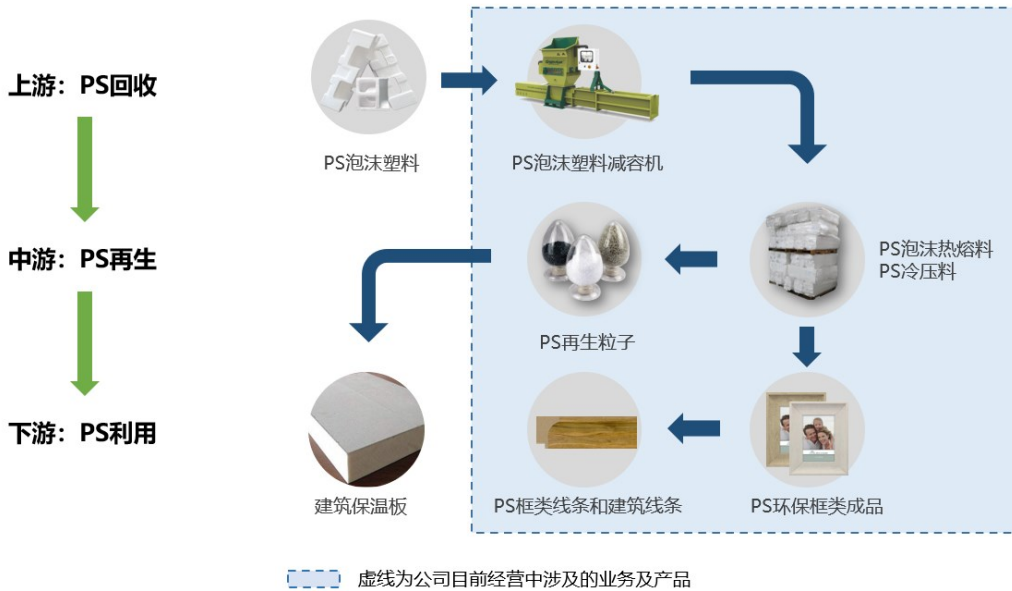 上游：PS回收
PS泡沫塑料
PS泡沫塑料减容机
中游：PS再生
PS泡沫热熔料
PS冷压料
PS再生粒子
下游：PS利用
建筑保温板
PS框类线条和建筑线条
PS环保框类成品
虚线为公司目前经营中涉及的业务及产品